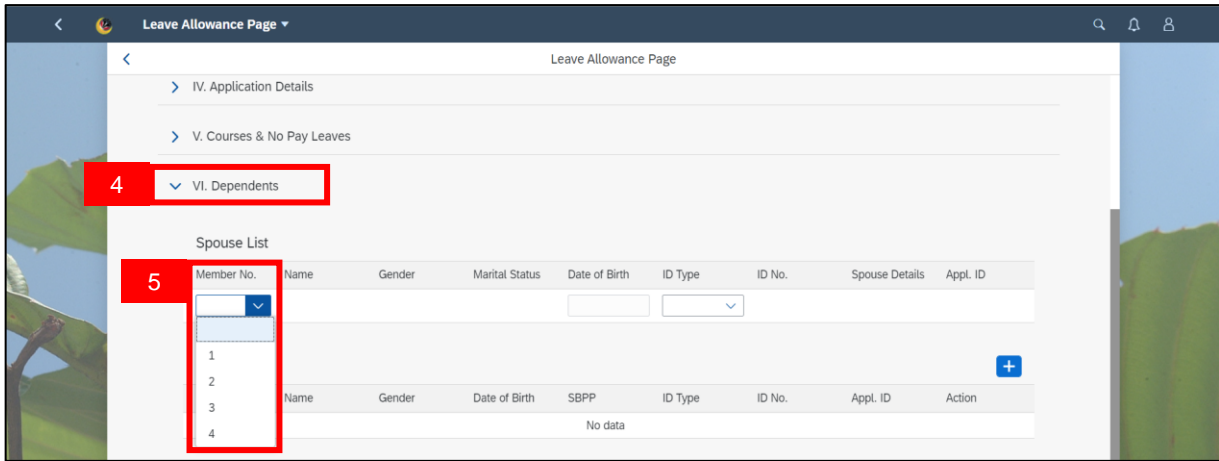 Leave Allowance Page
Leave Allowance Page
IV. Application Details
V. Courses & No Pay Leaves
4
VI. Dependents
Spouse List
5
Member No. Name Gender Marital Status Date of Birth ID Type ID No. Spouse Details Appl. ID
1
2
3
4
Name Gender Date of Birth SBPP ID Type ID No. Appl. ID Action
No data